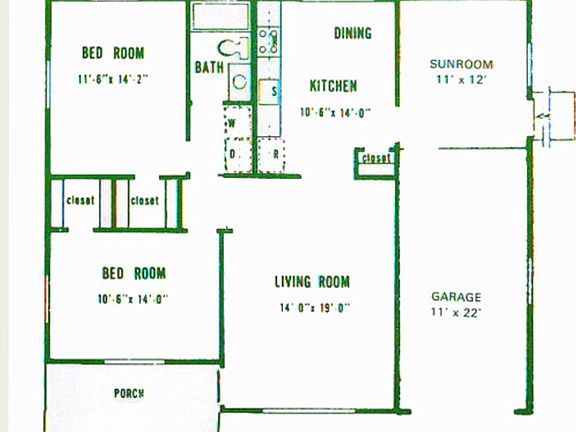 BED ROOM
11'-6"x 14'-2"
BATH
W
D
S
R
DINING
KITCHEN
10'-6"x 14'-0"
closet
SUNROOM
11' x 12'
closet
closet
BED ROOM
10'-6"x 14'-0"
LIVING ROOM
14' 0"x 19'-0"
GARAGE
11' x 22'
PORCH